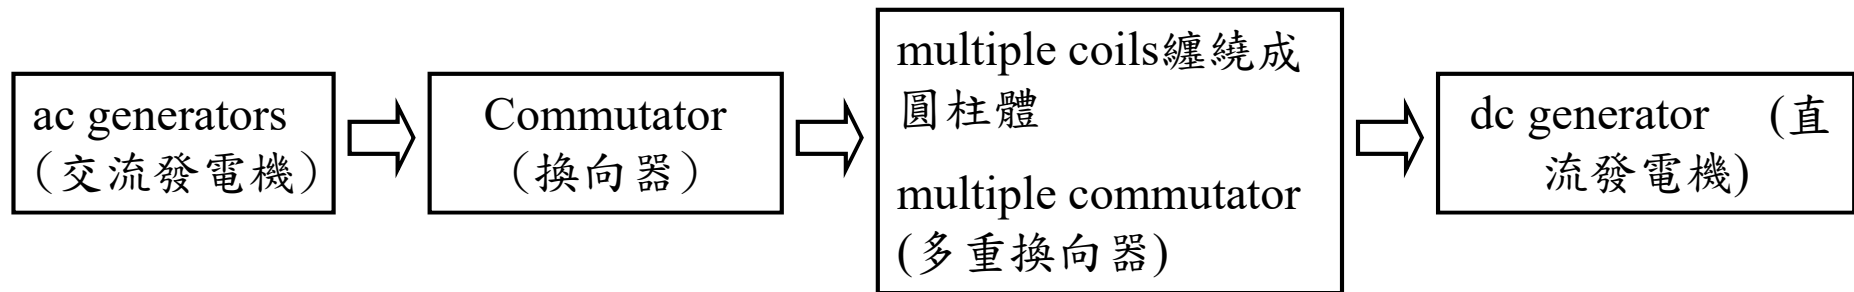 ac generators
（交流發電機）
Commutator
（換向器）
multiple coils纏繞成
圓柱體
multiple commutator
(多重換向器)
dc generator (直
流發電機)